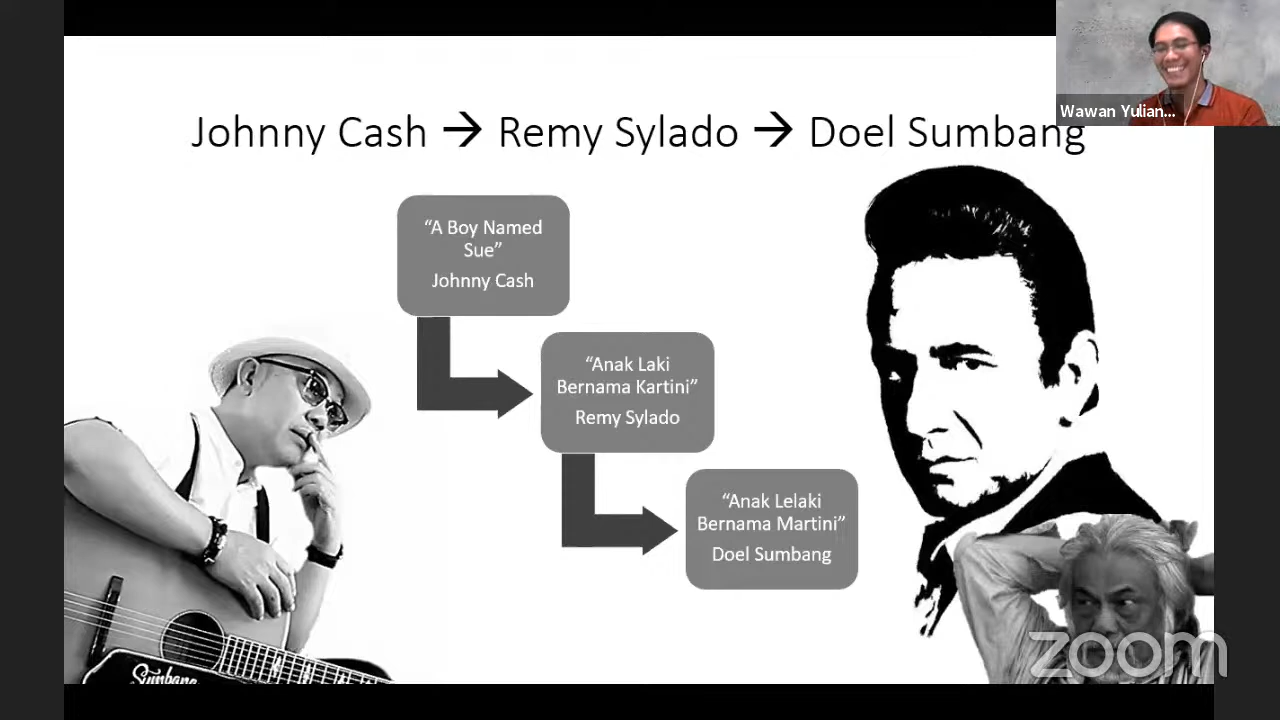 Wawan Yulian...
Johnny Cash → Remy Sylado → Doel Sumbang
“A Boy Named
Sue”
Johnny Cash
“Anak Laki
Bernama Kartini”
Remy Sylado
“Anak Lelaki
Bernama Martini”
Doel Sumbang
Sumbang
zoom